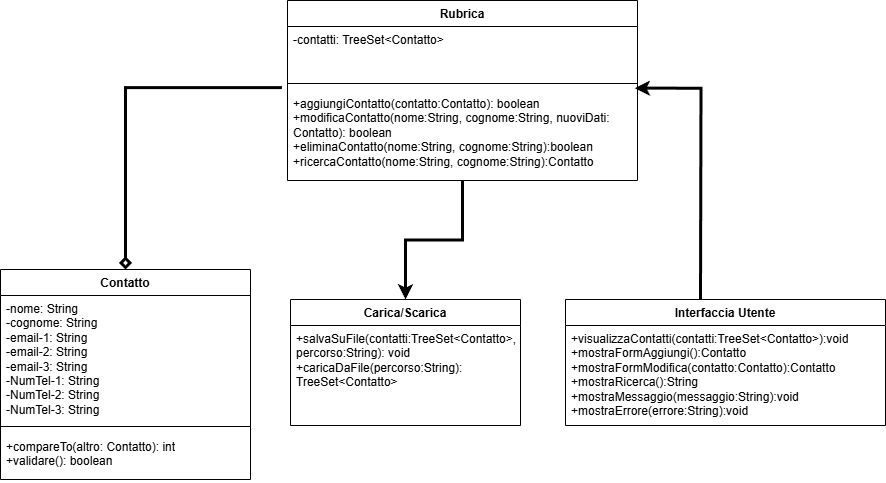 Rubrica
-contatti: TreeSet<Contatto>
+aggiungiContatto(contatto:Contatto): boolean
+modificaContatto(nome:String, cognome:String, nuoviDati:
Contatto): boolean
+eliminaContatto(nome:String, cognome:String):boolean
+ricercaContatto(nome:String, cognome:String):Contatto
Contatto
-nome: String
-cognome: String
-email-1: String
-email-2: String
-email-3: String
-NumTel-1: String
-NumTel-2: String
-NumTel-3: String
+compareTo(altro: Contatto): int
+validare(): boolean
Carica/Scarica
+salvaSuFile(contatti:TreeSet<Contatto>,
percorso:String): void
+caricaDaFile(percorso:String):
TreeSet<Contatto>
Interfaccia Utente
+visualizzaContatti(contatti:TreeSet<Contatto>):void
+mostraFormAggiungi():Contatto
+mostraFormModifica(contatto:Contatto):Contatto
+mostraRicerca():String
+mostraMessaggio(messaggio:String):void
+mostraErrore(errore:String):void